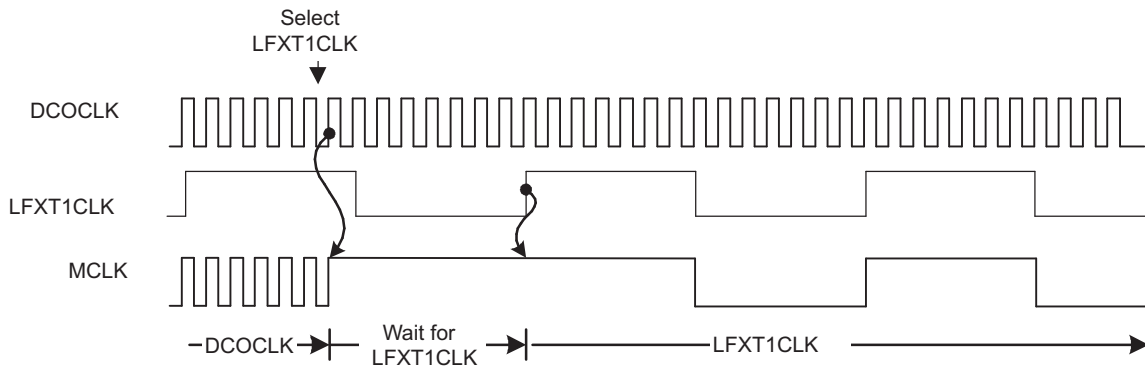 Select
LFXT1CLK
DCOCLK
LFXT1CLK
MCLK
DCOCLK
Wait for
LFXT1CLK
LFXT1CLK